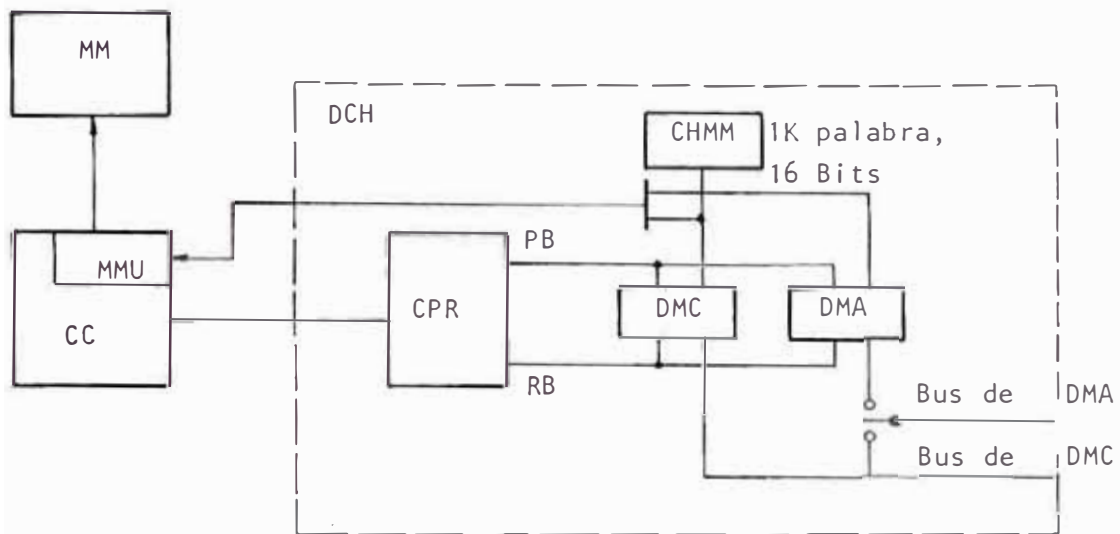 MM
DCH
CHMM
1K palabra,
16 Bits
MMU
CC
PB
CPR
DMC
DMA
RB
Bus de DMA
Bus de DMC